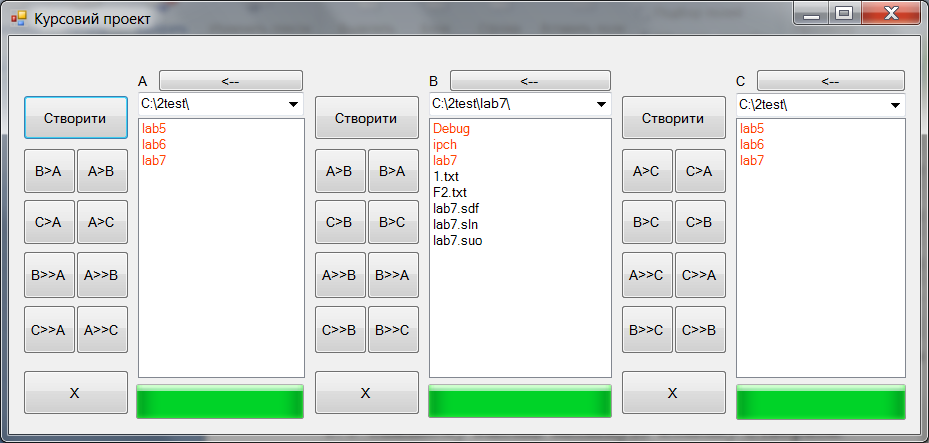 Курсовий проект
A <-- B <-- C <--
C:\2test\ C:\2test\lab7\ C:\2test\
Створити
B>A A>B
C>A A>C
B>>A A>>B
C>>A A>>C
X
lab5
lab6
lab7
Створити
A>B B>A
C>B B>C
A>>B B>>A
C>>B B>>C
X
Debug
ipch
lab7
1.txt
F2.txt
lab7.sdf
lab7.sln
lab7.suo
Створити
A>C C>A
B>C C>B
A>>C C>>A
B>>C C>>B
X
lab5
lab6
lab7